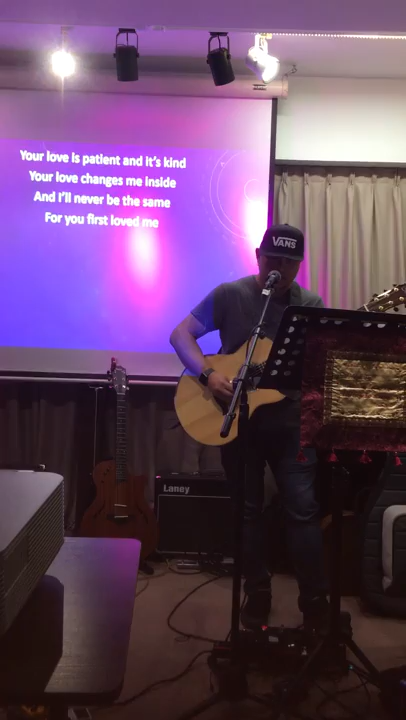 Your love is patient and it's kind
Your love changes me inside
And I'll never be the same
For you first loved me
VANS
Laney